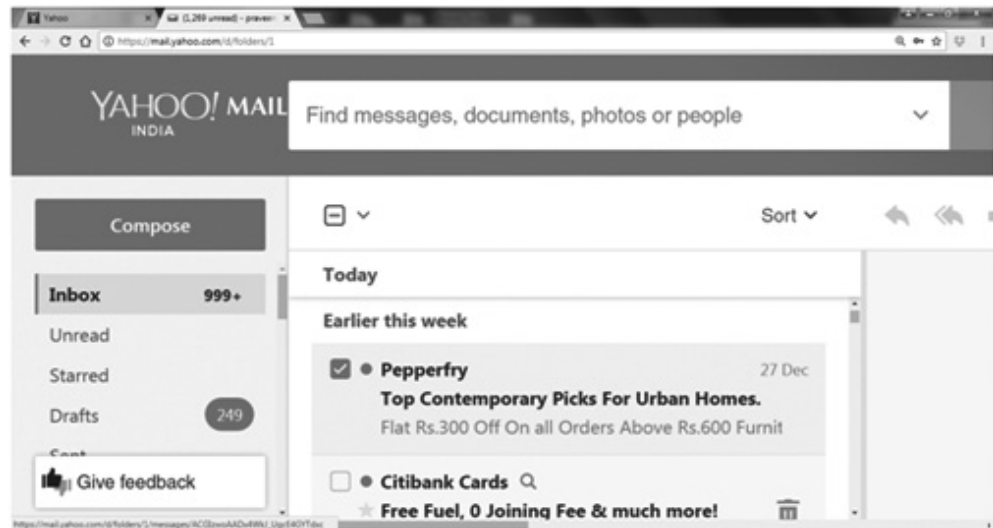 Yahoo
(1,269 unread) - praveen
https://mail.yahoo.com/d/folders/1
YAHOO! MAIL
INDIA
Find messages, documents, photos or people
Compose
Sort
Inbox 999+
Unread
Starred
Drafts 249
Sent
Give feedback
Today
Earlier this week
Pepperfry 27 Dec
Top Contemporary Picks For Urban Homes.
Flat Rs.300 Off On all Orders Above Rs.600 Furnit
Citibank Cards
Free Fuel, 0 Joining Fee & much more!